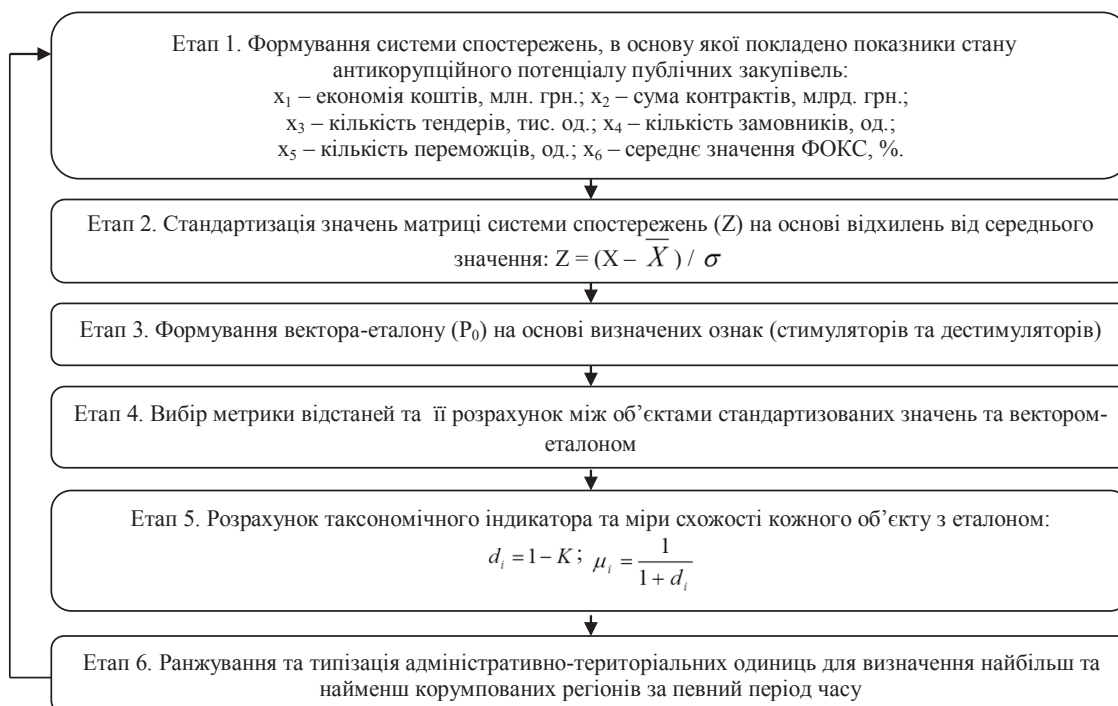 Етап 1. Формування системи спостережень, в основу якої покладено показники стану
антикорупційного потенціалу публічних закупівель:
x₁ – економія коштів, млн. грн.; x₂ – сума контрактів, млрд. грн.;
x₃ – кількість тендерів, тис. од.; x₄ – кількість замовників, од.;
x₅ – кількість переможців, од.; x₆ – середнє значення ФОКС, %.
Етап 2. Стандартизація значень матриці системи спостережень (Z) на основі відхилень від середнього
значення: Z = (X – X̅ ) / σ
Етап 3. Формування вектора-еталону (P₀) на основі визначених ознак (стимуляторів та дестимуляторів)
Етап 4. Вибір метрики відстаней та її розрахунок між об’єктами стандартизованих значень та вектором-
еталоном
Етап 5. Розрахунок таксономічного індикатора та міри схожості кожного об’єкту з еталоном:
dᵢ = 1 – K ; μᵢ = 1 / (1 + dᵢ)
Етап 6. Ранжування та типізація адміністративно-територіальних одиниць для визначення найбільш та
найменш корумпованих регіонів за певний період часу